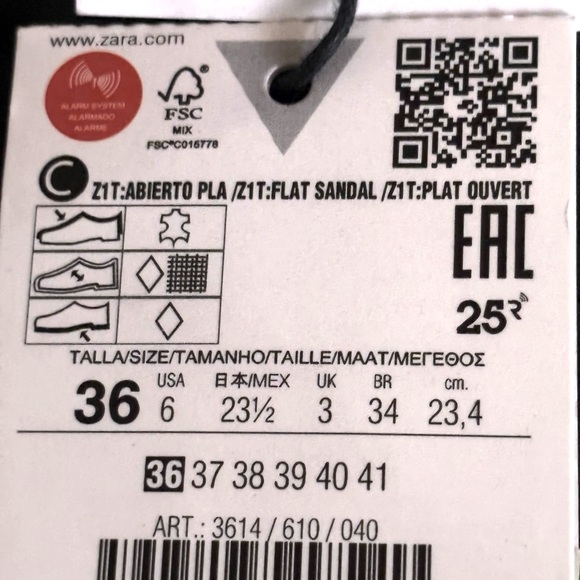 www.zara.com
ALARM SYSTEM
ALARMADO
ALARME
FSC
MIX
FSC®C015778
C Z1T:ABIERTO PLA /Z1T:FLAT SANDAL /Z1T:PLAT OUVERT
EAC
25R
TALLA/SIZE/TAMANHO/TAILLE/MAAT/ΜΕΓΕΘΟΣ
36 USA 6 日本/MEX 23½ UK 3 BR 34 cm. 23,4
36 37 38 39 40 41
ART.: 3614 / 610 / 040